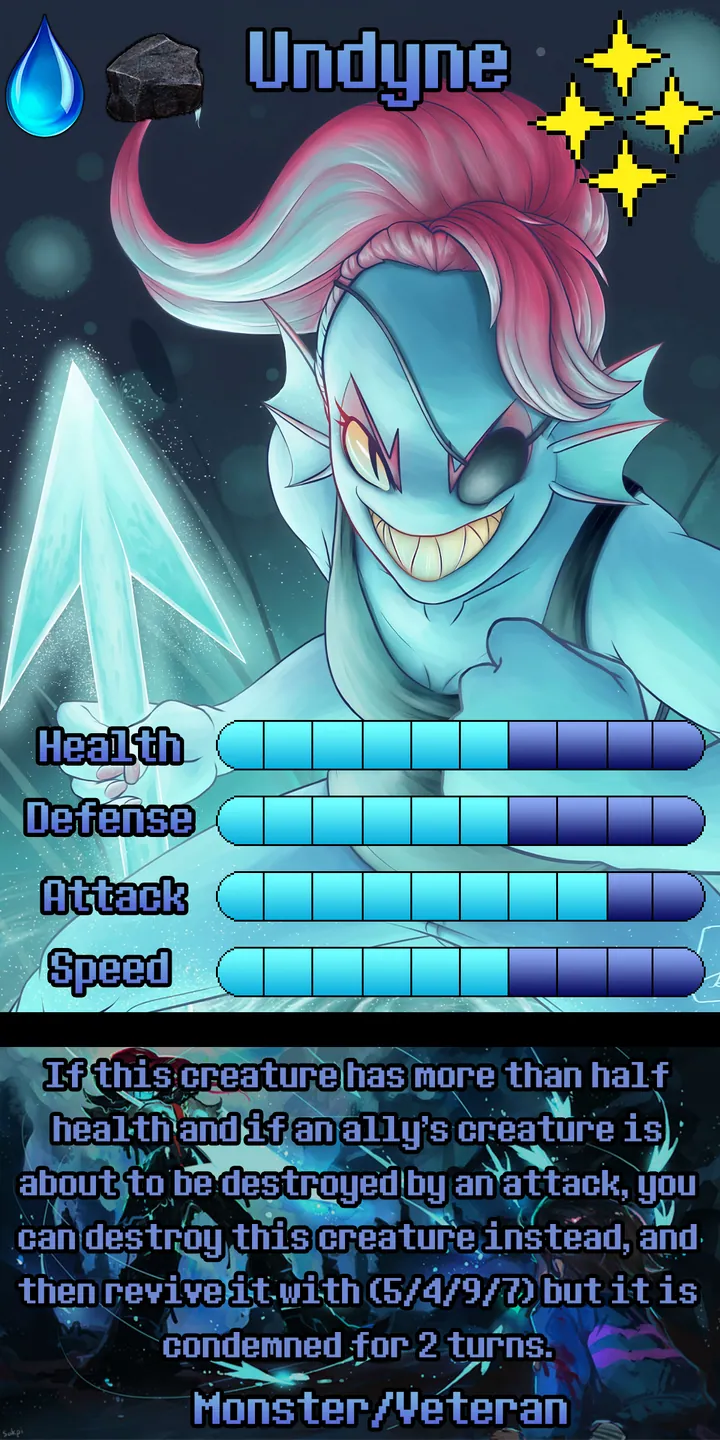 Undyne
Health
Defense
Attack
Speed
If this creature has more than half
health and if an ally's creature is
about to be destroyed by an attack, you
can destroy this creature instead, and
then revive it with (5/4/9/7) but it is
condemned for 2 turns.
Monster/Veteran